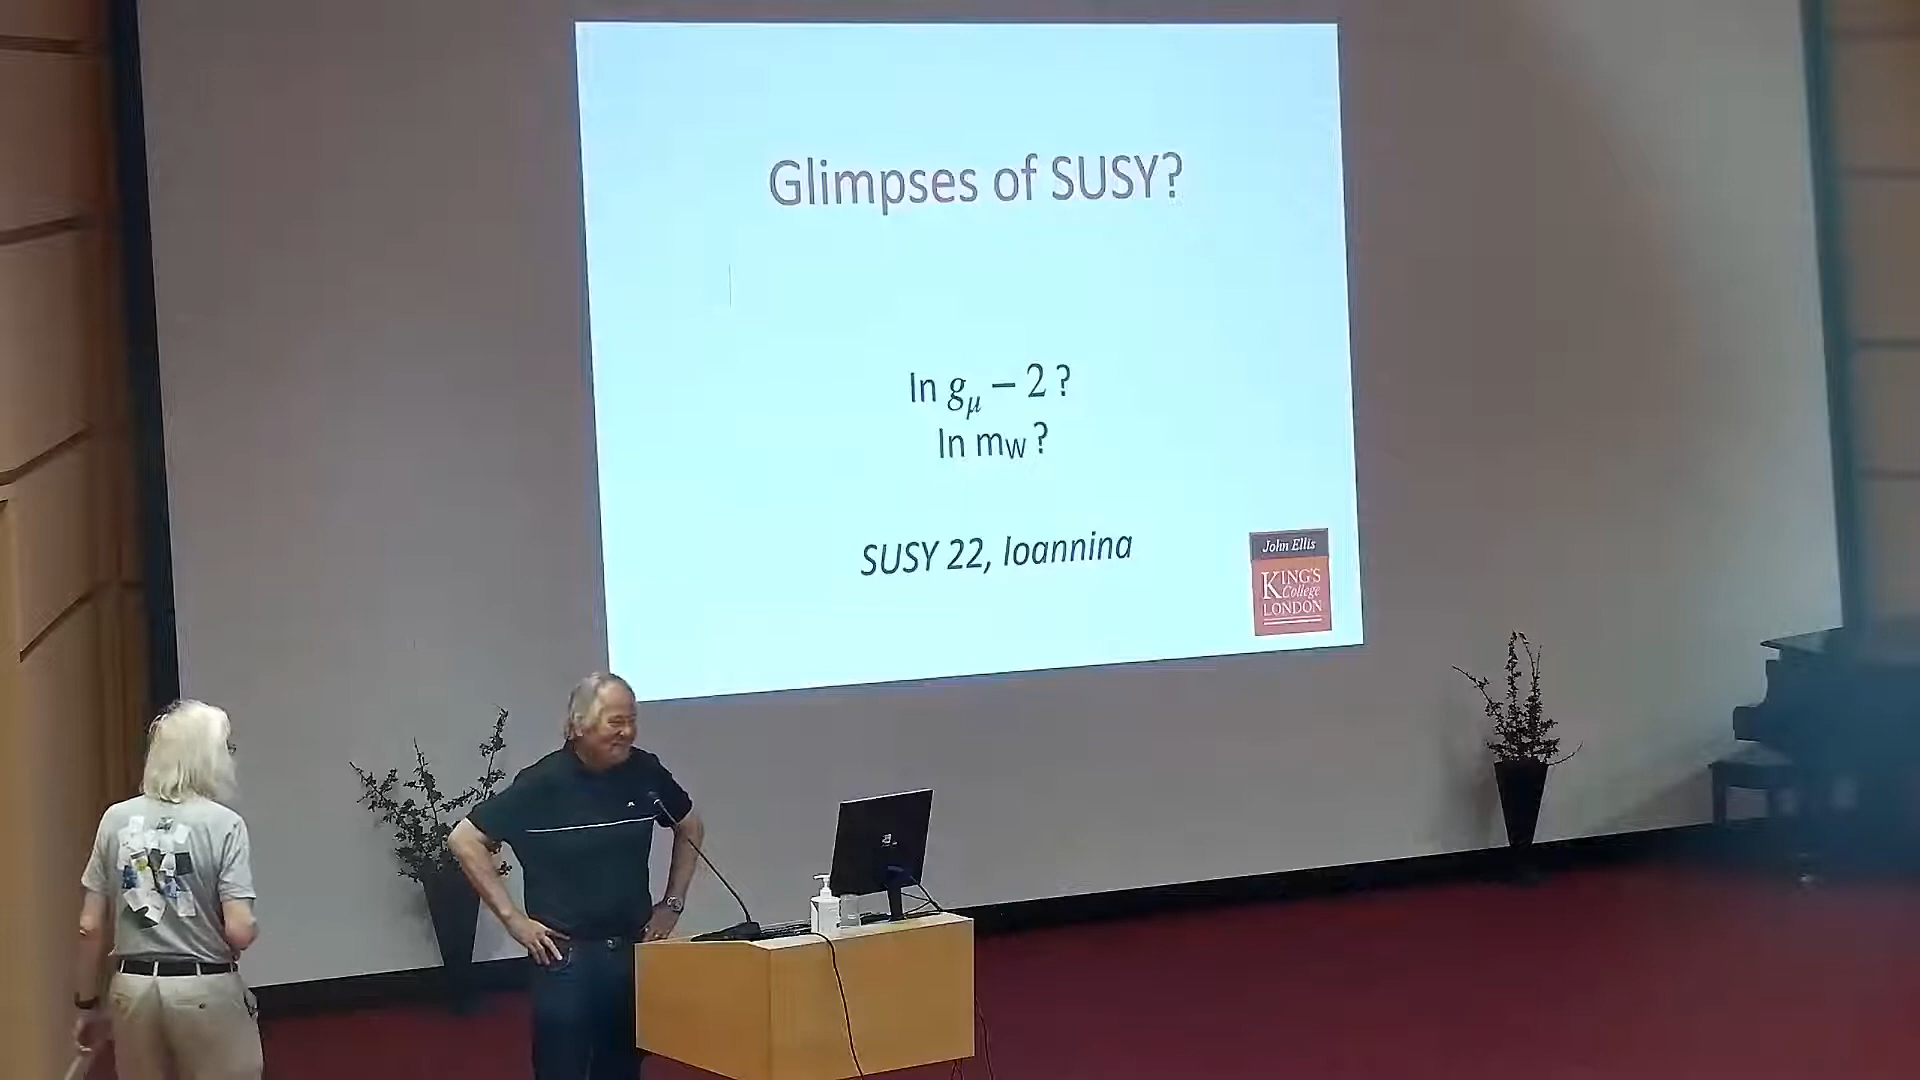 Glimpses of SUSY?
In gμ − 2 ?
In mW ?
SUSY 22, Ioannina
John Ellis
KING'S
College
LONDON